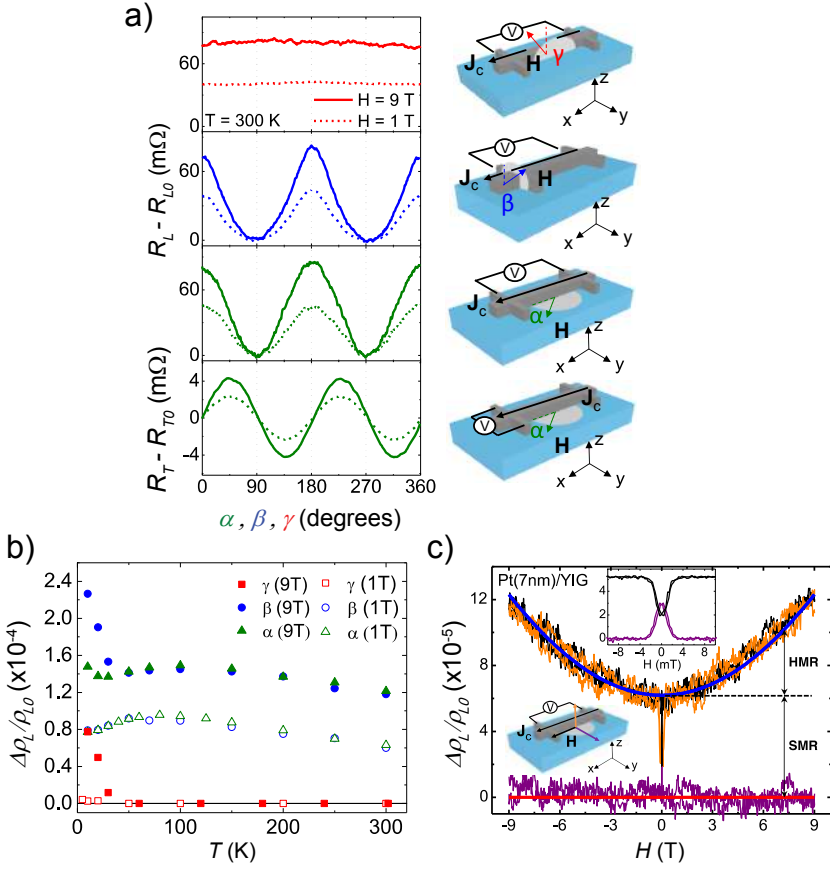 a)
60
0
H = 9 T
H = 1 T
T = 300 K
60
0
60
0
4
0
-4
R_L - R_L0 (mΩ)
R_T - R_T0 (mΩ)
0 90 180 270 360
α , β, γ (degrees)
V
J_c
H
γ
z
x y
V
J_c
H
β
z
x y
V
J_c
α
H
z
x y
J_c
V
α
H
z
x y
b)
2.4
2.0
1.6
1.2
0.8
0.4
0.0
Δρ_L/ρ_L0 (x10⁻⁴)
γ (9T) γ (1T)
β (9T) β (1T)
α (9T) α (1T)
0 100 200 300
T (K)
c)
Pt(7nm)/YIG
4
2
0
-8 -4 0 4 8
H (mT)
12
9
6
3
0
Δρ_L/ρ_L0 (x10⁻⁵)
HMR
SMR
V
J_c
H
z
x y
-9 -6 -3 0 3 6 9
H (T)